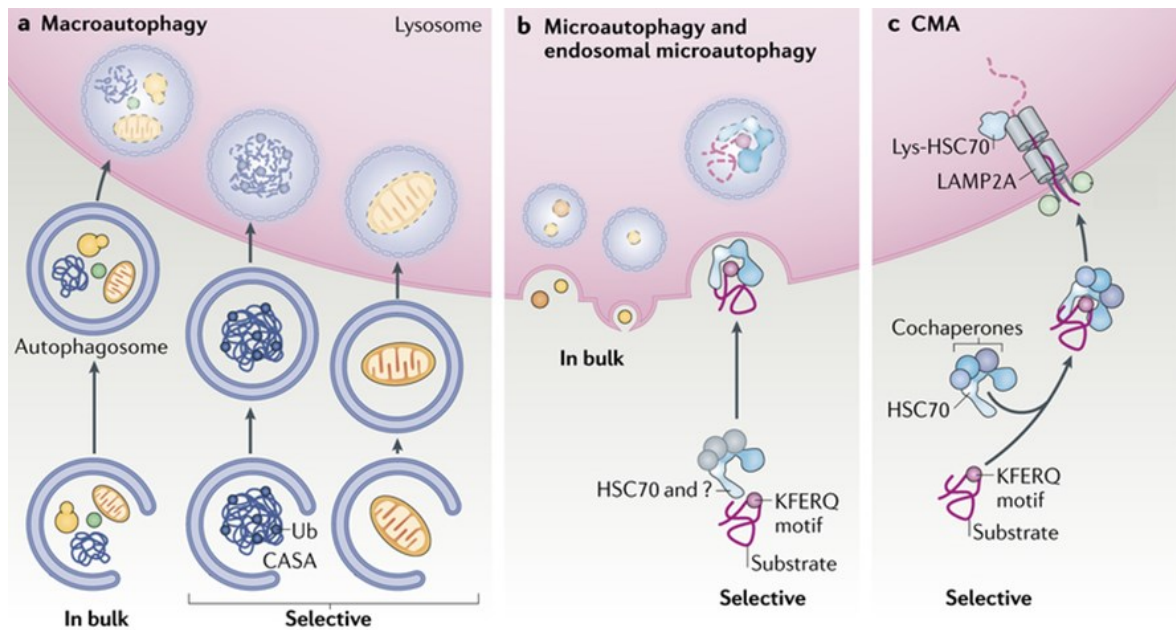 a Macroautophagy
Lysosome
Autophagosome
Ub
CASA
In bulk
Selective
b Microautophagy and
endosomal microautophagy
In bulk
HSC70 and ?
KFERQ
motif
Substrate
Selective
c CMA
Lys-HSC70
LAMP2A
Cochaperones
HSC70
KFERQ
motif
Substrate
Selective